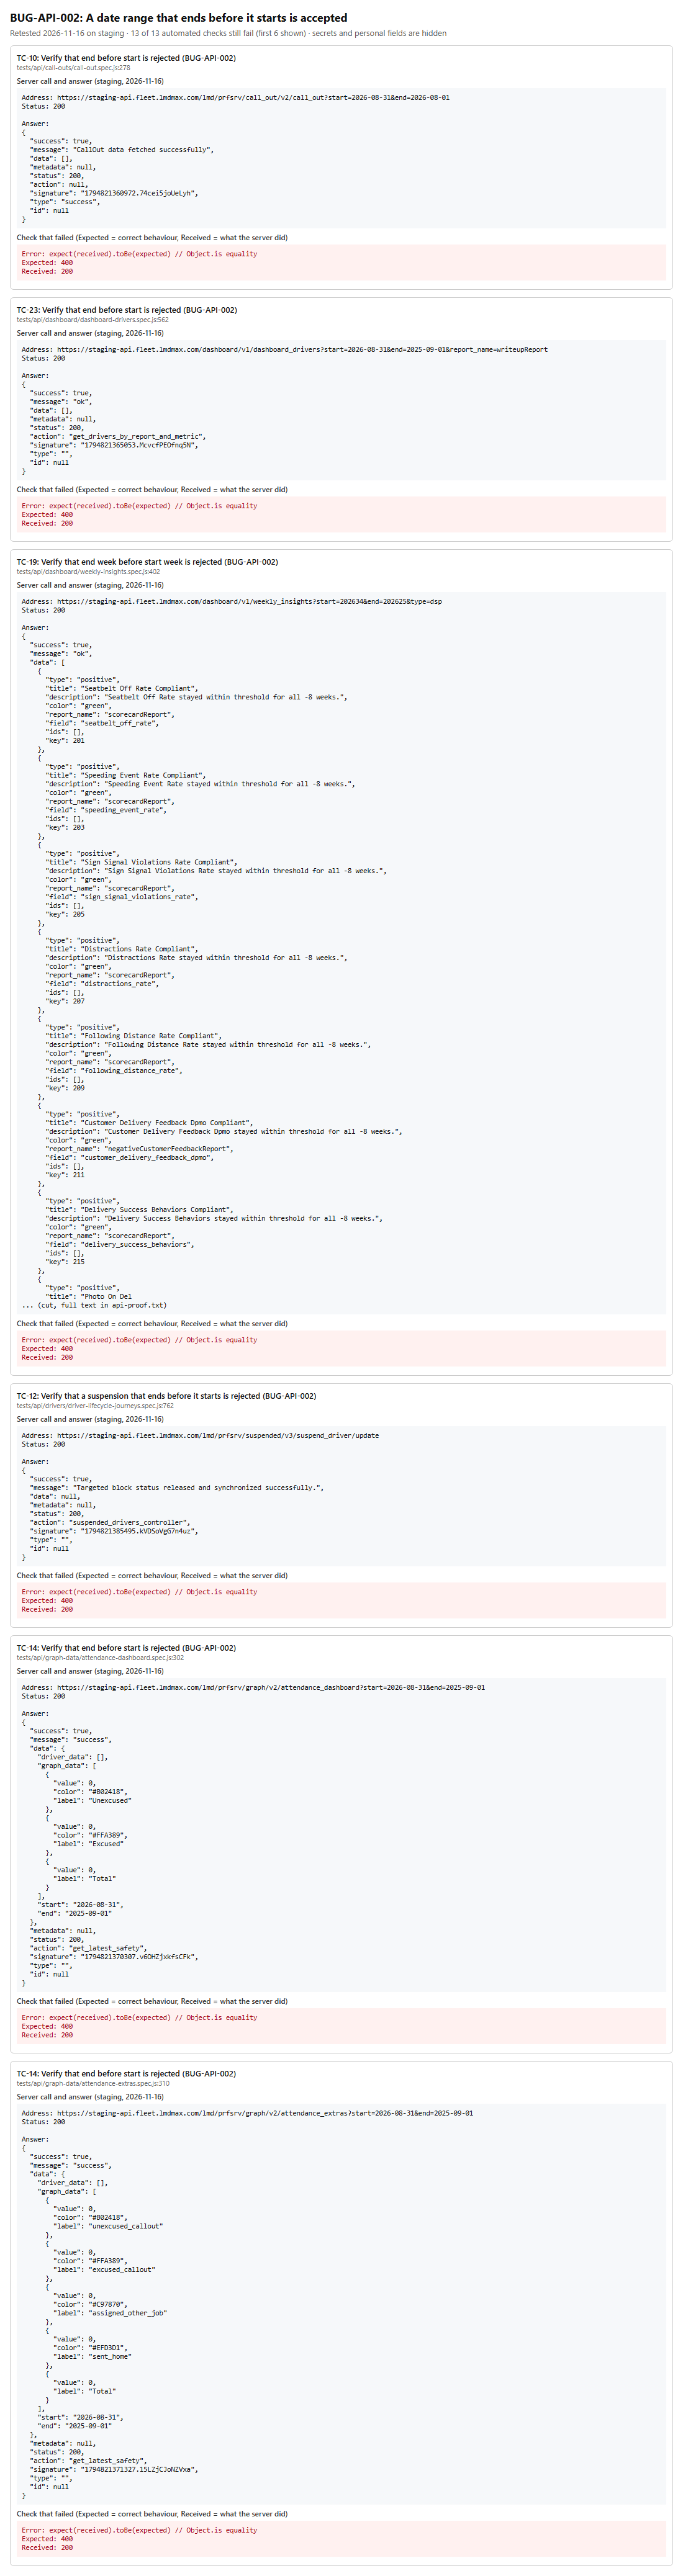 BUG-API-002: A date range that ends before it starts is accepted
Retested 2026-11-16 on staging · 13 of 13 automated checks still fail (first 6 shown) · secrets and personal fields are hidden
TC-10: Verify that end before start is rejected (BUG-API-002)
tests/api/call-outs/call-out.spec.js:278
Server call and answer (staging, 2026-11-16)
Address: https://staging-api.fleet.lmdmax.com/lmd/prfsrv/call_out/v2/call_out?start=2026-08-31&end=2026-08-01
Status: 200
Answer:
{
"success": true,
"message": "CallOut data fetched successfully",
"data": [],
"metadata": null,
"status": 200,
"action": null,
"signature": "1794821360972.74cei5joUeLyh",
"type": "success",
"id": null
}
Check that failed (Expected = correct behaviour, Received = what the server did)
Error: expect(received).toBe(expected) // Object.is equality
Expected: 400
Received: 200
TC-23: Verify that end before start is rejected (BUG-API-002)
tests/api/dashboard/dashboard-drivers.spec.js:562
Server call and answer (staging, 2026-11-16)
Address: https://staging-api.fleet.lmdmax.com/dashboard/v1/dashboard_drivers?start=2026-08-31&end=2025-09-01&report_name=writeupReport
Status: 200
Answer:
{
"success": true,
"message": "ok",
"data": [],
"metadata": null,
"status": 200,
"action": "get_drivers_by_report_and_metric",
"signature": "1794821365053.McvcfPEOfnq5N",
"type": "",
"id": null
}
Check that failed (Expected = correct behaviour, Received = what the server did)
Error: expect(received).toBe(expected) // Object.is equality
Expected: 400
Received: 200
TC-19: Verify that end week before start week is rejected (BUG-API-002)
tests/api/dashboard/weekly-insights.spec.js:402
Server call and answer (staging, 2026-11-16)
Address: https://staging-api.fleet.lmdmax.com/dashboard/v1/weekly_insights?start=202634&end=202625&type=dsp
Status: 200
Answer:
{
"success": true,
"message": "ok",
"data": [
{
"type": "positive",
"title": "Seatbelt Off Rate Compliant",
"description": "Seatbelt Off Rate stayed within threshold for all -8 weeks.",
"color": "green",
"report_name": "scorecardReport",
"field": "seatbelt_off_rate",
"ids": [],
"key": 201
},
{
"type": "positive",
"title": "Speeding Event Rate Compliant",
"description": "Speeding Event Rate stayed within threshold for all -8 weeks.",
"color": "green",
"report_name": "scorecardReport",
"field": "speeding_event_rate",
"ids": [],
"key": 203
},
{
"type": "positive",
"title": "Sign Signal Violations Rate Compliant",
"description": "Sign Signal Violations Rate stayed within threshold for all -8 weeks.",
"color": "green",
"report_name": "scorecardReport",
"field": "sign_signal_violations_rate",
"ids": [],
"key": 205
},
{
"type": "positive",
"title": "Distractions Rate Compliant",
"description": "Distractions Rate stayed within threshold for all -8 weeks.",
"color": "green",
"report_name": "scorecardReport",
"field": "distractions_rate",
"ids": [],
"key": 207
},
{
"type": "positive",
"title": "Following Distance Rate Compliant",
"description": "Following Distance Rate stayed within threshold for all -8 weeks.",
"color": "green",
"report_name": "scorecardReport",
"field": "following_distance_rate",
"ids": [],
"key": 209
},
{
"type": "positive",
"title": "Customer Delivery Feedback Dpmo Compliant",
"description": "Customer Delivery Feedback Dpmo stayed within threshold for all -8 weeks.",
"color": "green",
"report_name": "negativeCustomerFeedbackReport",
"field": "customer_delivery_feedback_dpmo",
"ids": [],
"key": 211
},
{
"type": "positive",
"title": "Delivery Success Behaviors Compliant",
"description": "Delivery Success Behaviors stayed within threshold for all -8 weeks.",
"color": "green",
"report_name": "scorecardReport",
"field": "delivery_success_behaviors",
"ids": [],
"key": 215
},
{
"type": "positive",
"title": "Photo On Del
... (cut, full text in api-proof.txt)
Check that failed (Expected = correct behaviour, Received = what the server did)
Error: expect(received).toBe(expected) // Object.is equality
Expected: 400
Received: 200
TC-12: Verify that a suspension that ends before it starts is rejected (BUG-API-002)
tests/api/drivers/driver-lifecycle-journeys.spec.js:762
Server call and answer (staging, 2026-11-16)
Address: https://staging-api.fleet.lmdmax.com/lmd/prfsrv/suspended/v3/suspend_driver/update
Status: 200
Answer:
{
"success": true,
"message": "Targeted block status released and synchronized successfully.",
"data": null,
"metadata": null,
"status": 200,
"action": "suspended_drivers_controller",
"signature": "1794821385495.kVDSoVgG7n4uz",
"type": "",
"id": null
}
Check that failed (Expected = correct behaviour, Received = what the server did)
Error: expect(received).toBe(expected) // Object.is equality
Expected: 400
Received: 200
TC-14: Verify that end before start is rejected (BUG-API-002)
tests/api/graph-data/attendance-dashboard.spec.js:302
Server call and answer (staging, 2026-11-16)
Address: https://staging-api.fleet.lmdmax.com/lmd/prfsrv/graph/v2/attendance_dashboard?start=2026-08-31&end=2025-09-01
Status: 200
Answer:
{
"success": true,
"message": "success",
"data": {
"driver_data": [],
"graph_data": [
{
"value": 0,
"color": "#B02418",
"label": "Unexcused"
},
{
"value": 0,
"color": "#FFA389",
"label": "Excused"
},
{
"value": 0,
"label": "Total"
}
],
"start": "2026-08-31",
"end": "2025-09-01"
},
"metadata": null,
"status": 200,
"action": "get_latest_safety",
"signature": "1794821370307.v6OHZjxkfsCFk",
"type": "",
"id": null
}
Check that failed (Expected = correct behaviour, Received = what the server did)
Error: expect(received).toBe(expected) // Object.is equality
Expected: 400
Received: 200
TC-14: Verify that end before start is rejected (BUG-API-002)
tests/api/graph-data/attendance-extras.spec.js:310
Server call and answer (staging, 2026-11-16)
Address: https://staging-api.fleet.lmdmax.com/lmd/prfsrv/graph/v2/attendance_extras?start=2026-08-31&end=2025-09-01
Status: 200
Answer:
{
"success": true,
"message": "success",
"data": {
"driver_data": [],
"graph_data": [
{
"value": 0,
"color": "#B02418",
"label": "unexcused_callout"
},
{
"value": 0,
"color": "#FFA389",
"label": "excused_callout"
},
{
"value": 0,
"color": "#C97870",
"label": "assigned_other_job"
},
{
"value": 0,
"color": "#EFD3D1",
"label": "sent_home"
},
{
"value": 0,
"label": "Total"
}
],
"start": "2026-08-31",
"end": "2025-09-01"
},
"metadata": null,
"status": 200,
"action": "get_latest_safety",
"signature": "1794821371327.15LZjCJoNZVxa",
"type": "",
"id": null
}
Check that failed (Expected = correct behaviour, Received = what the server did)
Error: expect(received).toBe(expected) // Object.is equality
Expected: 400
Received: 200